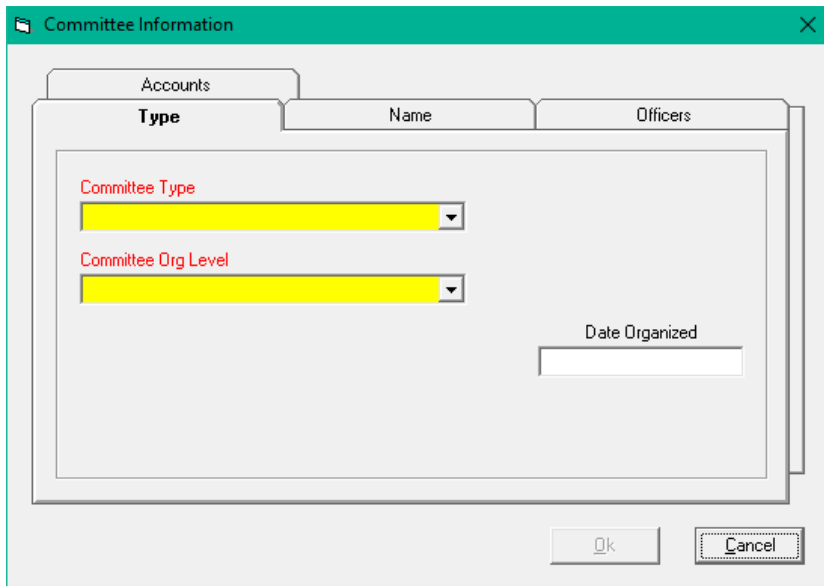 Committee Information
Accounts
Type
Name
Officers
Committee Type
Committee Org Level
Date Organized
Ok
Cancel